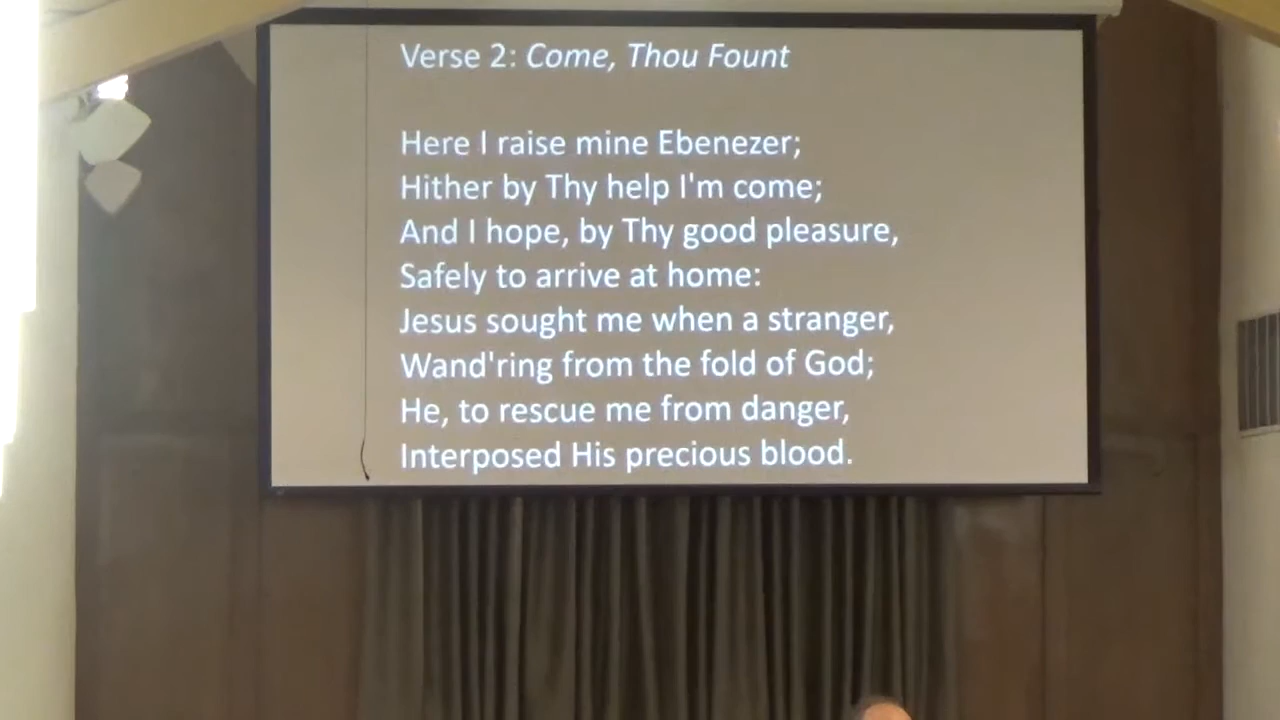 Verse 2: Come, Thou Fount
Here I raise mine Ebenezer;
Hither by Thy help I'm come;
And I hope, by Thy good pleasure,
Safely to arrive at home:
Jesus sought me when a stranger,
Wand'ring from the fold of God;
He, to rescue me from danger,
Interposed His precious blood.